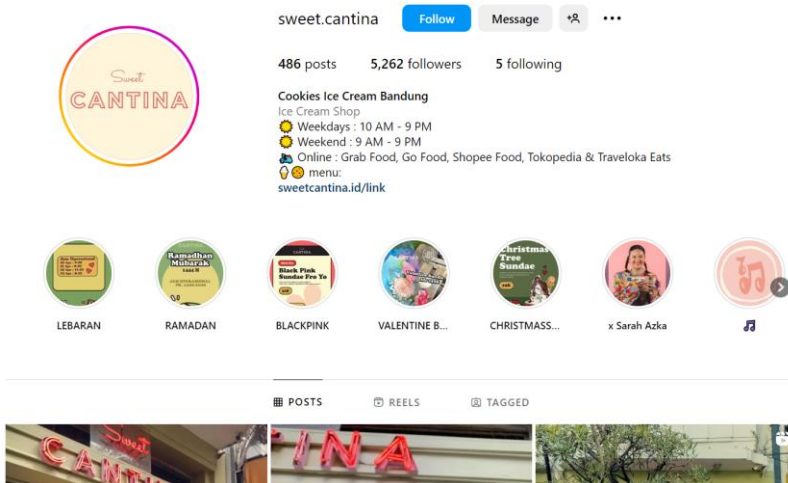 sweet.cantina Follow Message
486 posts 5,262 followers 5 following
Cookies Ice Cream Bandung
Ice Cream Shop
Weekdays : 10 AM - 9 PM
Weekend : 9 AM - 9 PM
Online : Grab Food, Go Food, Shopee Food, Tokopedia & Traveloka Eats
menu:
sweetcantina.id/link
Sweet
CANTINA
Ramadhan
Mubarak
Black Pink
Sundae Fro Yo
Christmas
Tree
Sundae
LEBARAN RAMADAN BLACKPINK VALENTINE B... CHRISTMASS... x Sarah Azka
POSTS REELS TAGGED
Sweet
CANT
INA